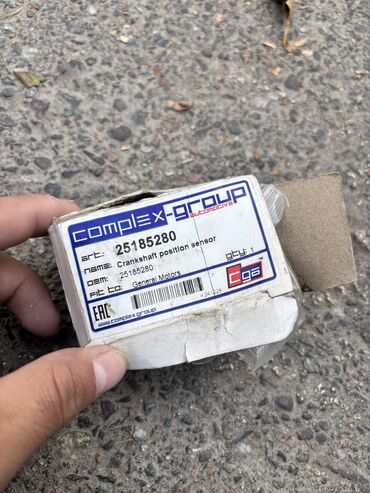 complex-group
automotive
art.: 25185280
name: Crankshaft position sensor
oem: 25185280
qty: 1
Fit to: General Motors
cga
EAC
www.complex.group